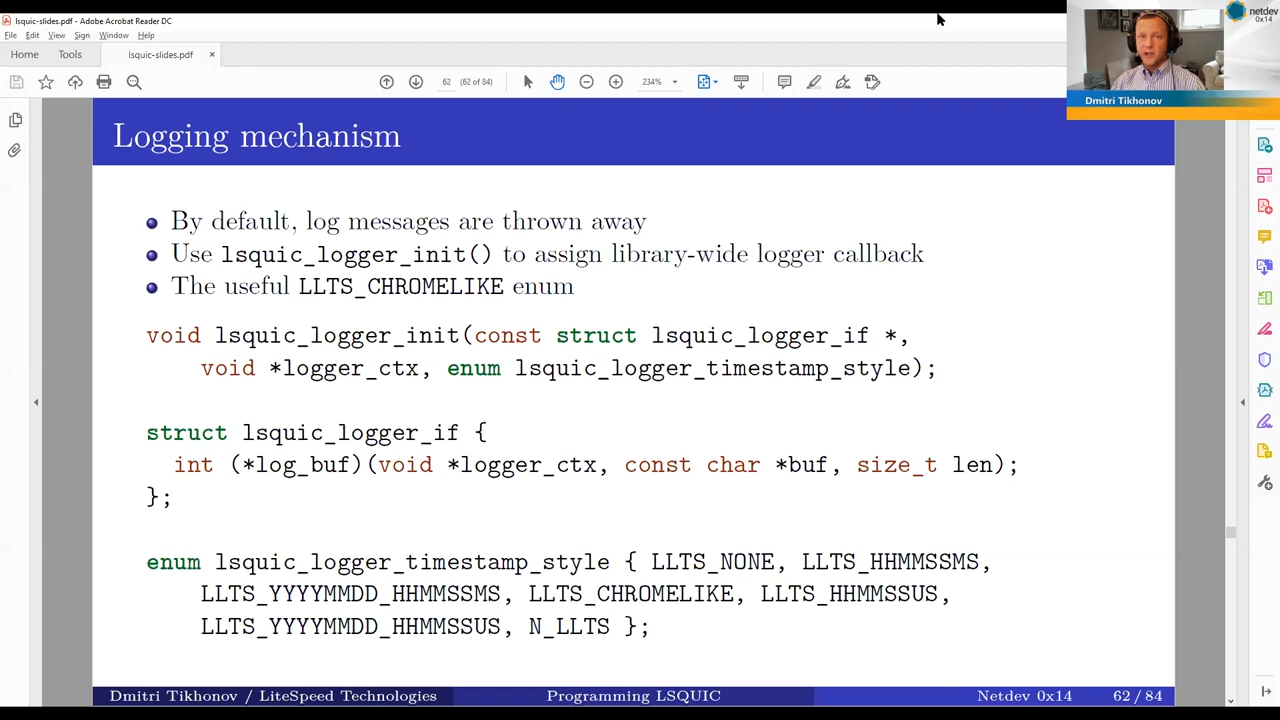 lsquic-slides.pdf - Adobe Acrobat Reader DC
File Edit View Sign Window Help
Home Tools lsquic-slides.pdf ×
62 (62 of 84) 234%
netdev
0x14
Dmitri Tikhonov
Logging mechanism
By default, log messages are thrown away
Use lsquic_logger_init() to assign library-wide logger callback
The useful LLTS_CHROMELIKE enum
void lsquic_logger_init(const struct lsquic_logger_if *,
void *logger_ctx, enum lsquic_logger_timestamp_style);
struct lsquic_logger_if {
int (*log_buf)(void *logger_ctx, const char *buf, size_t len);
};
enum lsquic_logger_timestamp_style { LLTS_NONE, LLTS_HHMMSSMS,
LLTS_YYYYMMDD_HHMMSSMS, LLTS_CHROMELIKE, LLTS_HHMMSSUS,
LLTS_YYYYMMDD_HHMMSSUS, N_LLTS };
Dmitri Tikhonov / LiteSpeed Technologies Programming LSQUIC Netdev 0x14 62 / 84